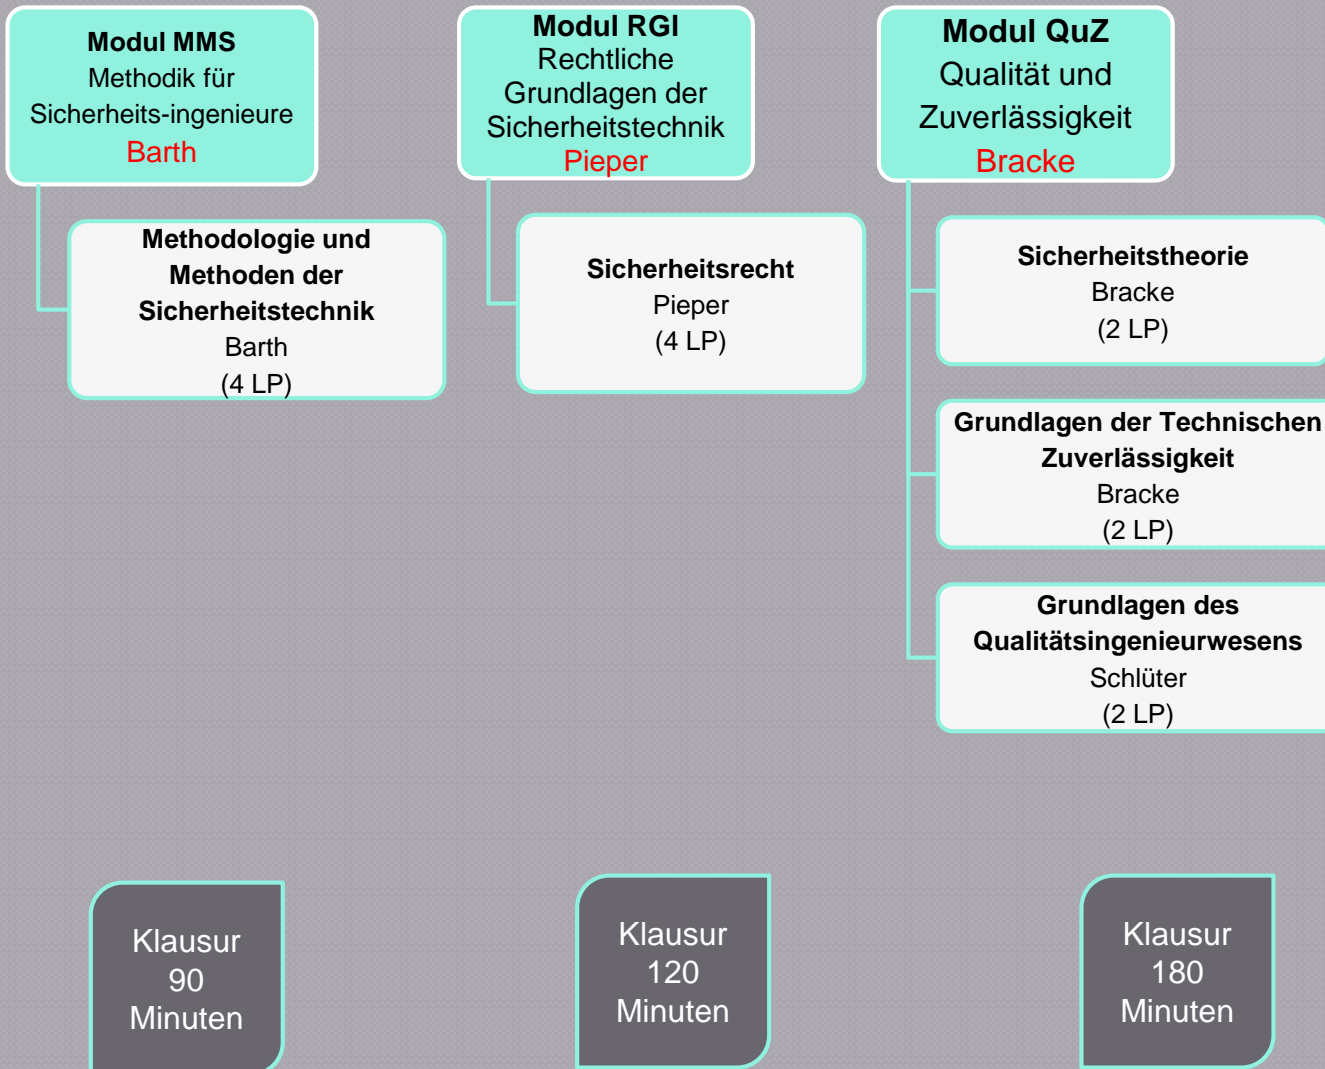 Modul MMS
Methodik für
Sicherheits-ingenieure
Barth
Methodologie und
Methoden der
Sicherheitstechnik
Barth
(4 LP)
Klausur
90
Minuten
Modul RGI
Rechtliche
Grundlagen der
Sicherheitstechnik
Pieper
Sicherheitsrecht
Pieper
(4 LP)
Klausur
120
Minuten
Modul QuZ
Qualität und
Zuverlässigkeit
Bracke
Sicherheitstheorie
Bracke
(2 LP)
Grundlagen der Technischen
Zuverlässigkeit
Bracke
(2 LP)
Grundlagen des
Qualitätsingenieurwesens
Schlüter
(2 LP)
Klausur
180
Minuten